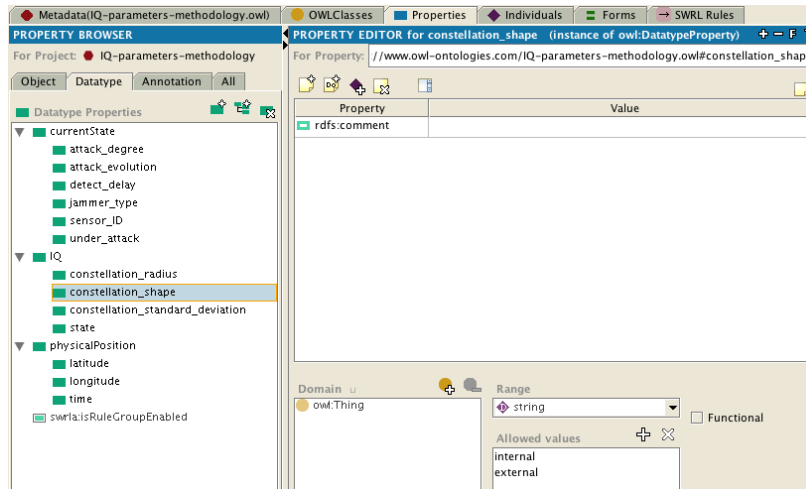 Metadata(IQ-parameters-methodology.owl) OWLClasses Properties Individuals Forms SWRL Rules
PROPERTY BROWSER
For Project: IQ-parameters-methodology
Object Datatype Annotation All
Datatype Properties
currentState
attack_degree
attack_evolution
detect_delay
jammer_type
sensor_ID
under_attack
IQ
constellation_radius
constellation_shape
constellation_standard_deviation
state
physicalPosition
latitude
longitude
time
swrla:isRuleGroupEnabled
PROPERTY EDITOR for constellation_shape (instance of owl:DatatypeProperty)
For Property: //www.owl-ontologies.com/IQ-parameters-methodology.owl#constellation_shap
Property Value
rdfs:comment
Domain
owl:Thing
Range
string
Functional
Allowed values
internal
external